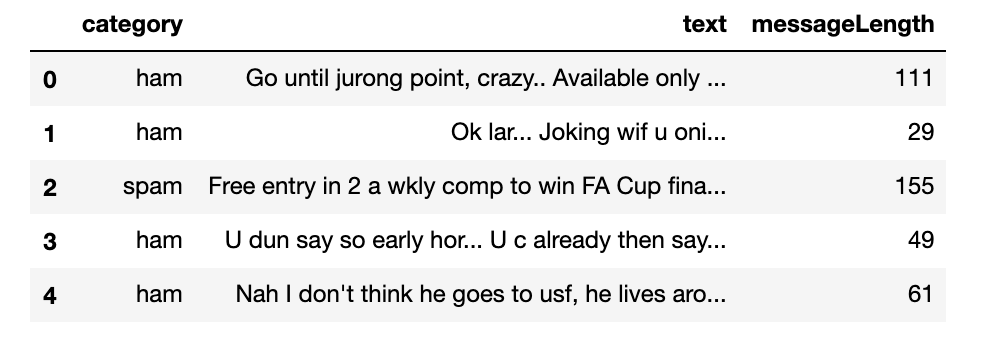 category text messageLength
0 ham Go until jurong point, crazy.. Available only ... 111
1 ham Ok lar... Joking wif u oni... 29
2 spam Free entry in 2 a wkly comp to win FA Cup fina... 155
3 ham U dun say so early hor... U c already then say... 49
4 ham Nah I don't think he goes to usf, he lives aro... 61